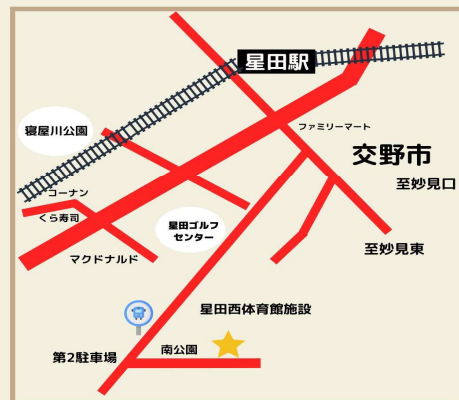 星田駅
ファミリーマート
寝屋川公園
交野市
至妙見口
コーナン
くら寿司
星田ゴルフ
センター
至妙見東
マクドナルド
星田西体育館施設
南公園
第2駐車場